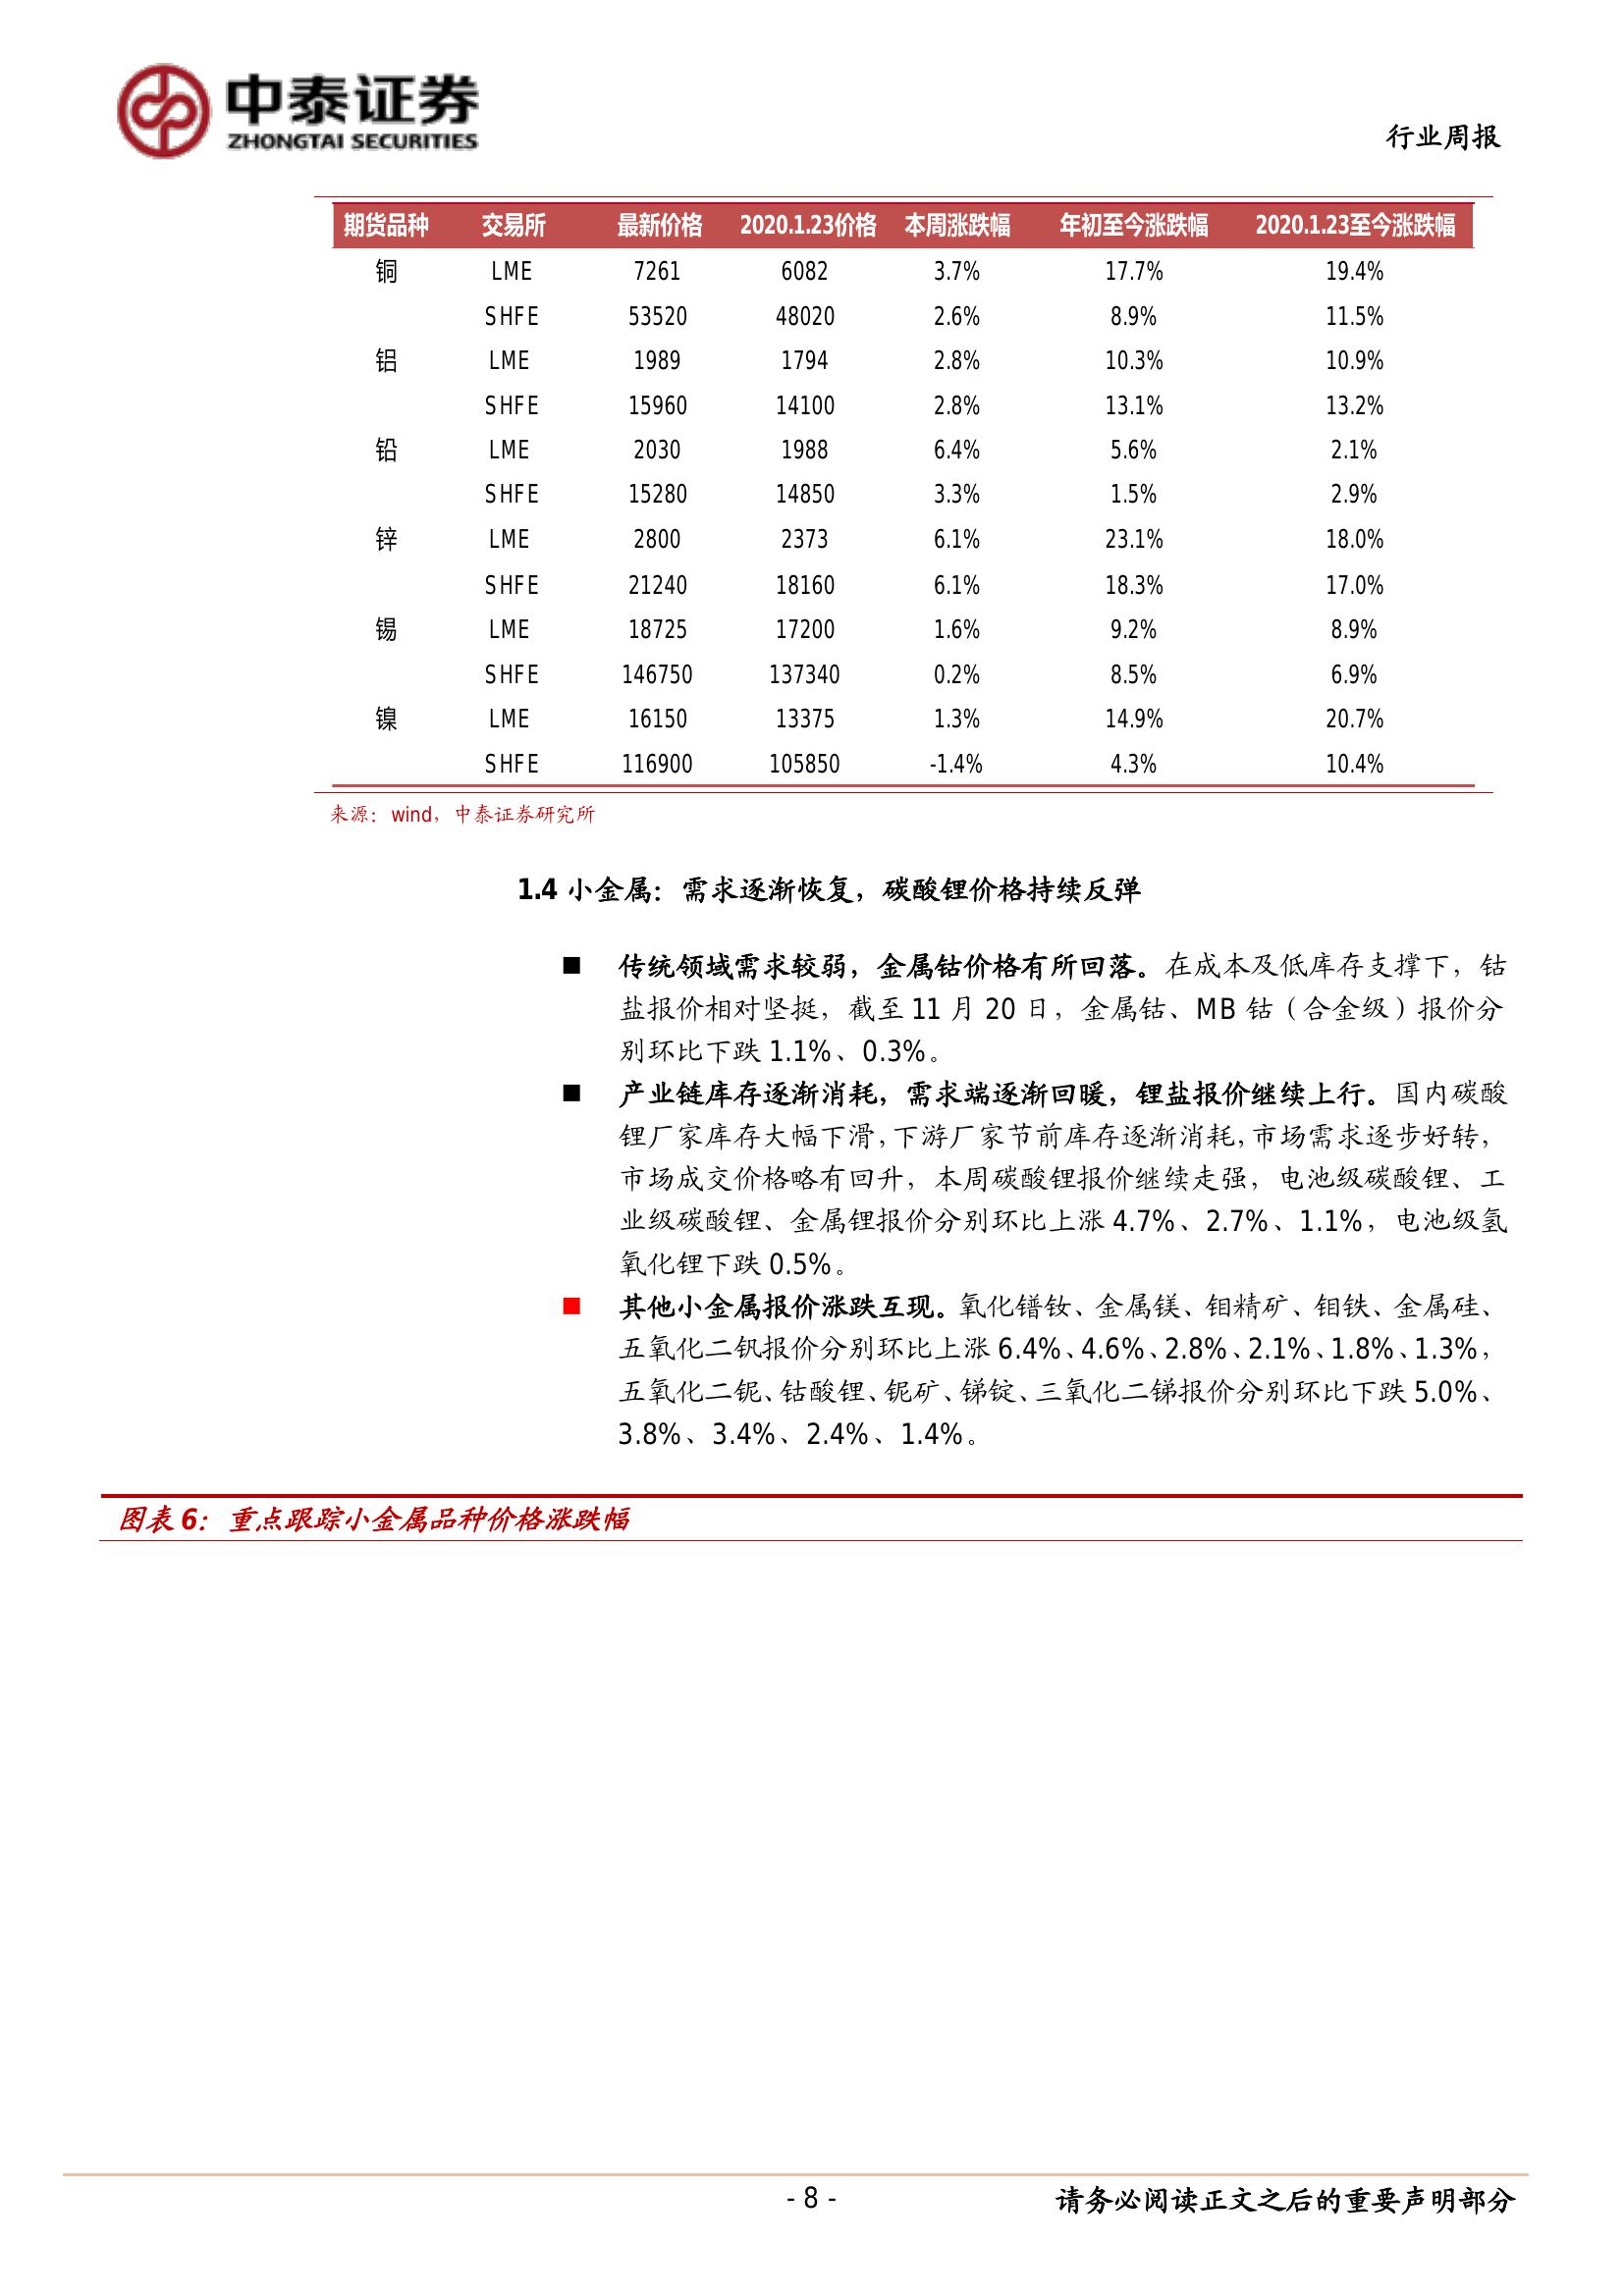 中泰证券
ZHONGTAI SECURITIES
行业周报
期货品种 交易所 最新价格 2020.1.23价格 本周涨跌幅 年初至今涨跌幅 2020.1.23至今涨跌幅
铜 LME 7261 6082 3.7% 17.7% 19.4%
SHFE 53520 48020 2.6% 8.9% 11.5%
铝 LME 1989 1794 2.8% 10.3% 10.9%
SHFE 15960 14100 2.8% 13.1% 13.2%
铅 LME 2030 1988 6.4% 5.6% 2.1%
SHFE 15280 14850 3.3% 1.5% 2.9%
锌 LME 2800 2373 6.1% 23.1% 18.0%
SHFE 21240 18160 6.1% 18.3% 17.0%
锡 LME 18725 17200 1.6% 9.2% 8.9%
SHFE 146750 137340 0.2% 8.5% 6.9%
镍 LME 16150 13375 1.3% 14.9% 20.7%
SHFE 116900 105850 -1.4% 4.3% 10.4%
来源：wind，中泰证券研究所
1.4 小金属：需求逐渐恢复，碳酸锂价格持续反弹
■ 传统领域需求较弱，金属钴价格有所回落。在成本及低库存支撑下，钴
盐报价相对坚挺，截至 11 月 20 日，金属钴、MB 钴（合金级）报价分
别环比下跌 1.1%、0.3%。
■ 产业链库存逐渐消耗，需求端逐渐回暖，锂盐报价继续上行。国内碳酸
锂厂家库存大幅下滑，下游厂家节前库存逐渐消耗，市场需求逐步好转，
市场成交价格略有回升，本周碳酸锂报价继续走强，电池级碳酸锂、工
业级碳酸锂、金属锂报价分别环比上涨 4.7%、2.7%、1.1%，电池级氢
氧化锂下跌 0.5%。
■ 其他小金属报价涨跌互现。氧化镨钕、金属镁、钼精矿、钼铁、金属硅、
五氧化二钒报价分别环比上涨 6.4%、4.6%、2.8%、2.1%、1.8%、1.3%，
五氧化二铌、钴酸锂、铌矿、锑锭、三氧化二锑报价分别环比下跌 5.0%、
3.8%、3.4%、2.4%、1.4%。
图表 6：重点跟踪小金属品种价格涨跌幅
- 8 -
请务必阅读正文之后的重要声明部分